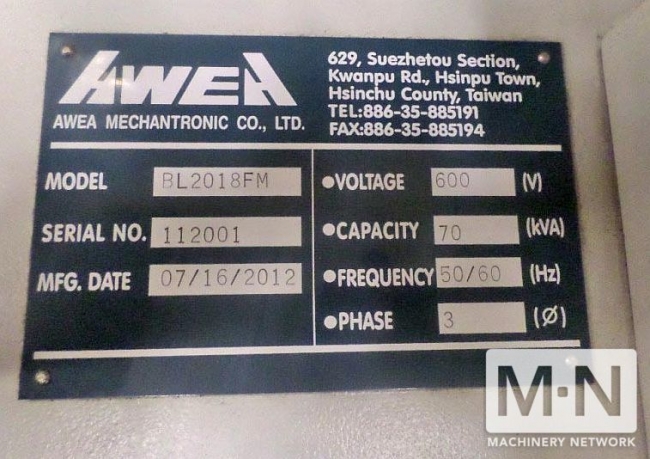 AWEA
AWEA MECHANTRONIC CO., LTD.
629, Suezhetou Section,
Kwanpu Rd., Hsinpu Town,
Hsinchu County, Taiwan
TEL:886-35-885191
FAX:886-35-885194
MODEL BL2018FM
SERIAL NO. 112001
MFG. DATE 07/16/2012
●VOLTAGE 600 (V)
●CAPACITY 70 (kVA)
●FREQUENCY 50/60 (Hz)
●PHASE 3 (Ø)
M·N
MACHINERY NETWORK